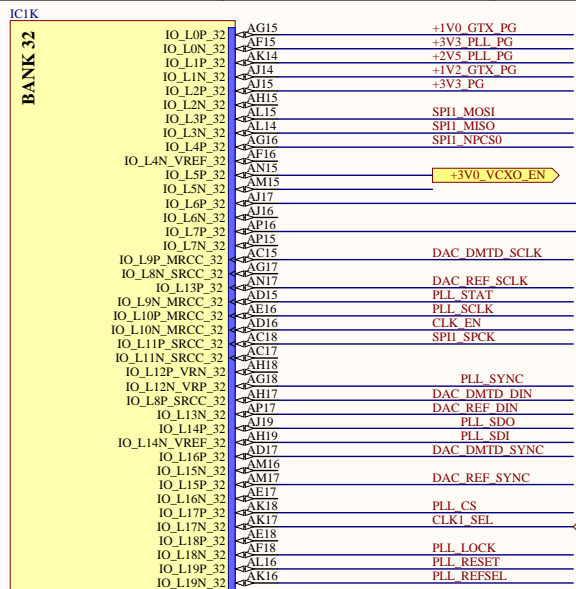 IC1K
BANK 32
IO_L0P_32 AG15 +1V0_GTX_PG
IO_L0N_32 AF15 +3V3_PLL_PG
IO_L1P_32 AK14 +2V5_PLL_PG
IO_L1N_32 AJ14 +1V2_GTX_PG
IO_L2P_32 AJ15 +3V3_PG
IO_L2N_32 AH15
IO_L3P_32 AL15 SPI1_MOSI
IO_L3N_32 AL14 SPI1_MISO
IO_L4P_32 AG16 SPI1_NPCS0
IO_L4N_VREF_32 AF16
IO_L5P_32 AN15 +3V0_VCXO_EN
IO_L5N_32 AM15
IO_L6P_32 AJ17
IO_L6N_32 AJ16
IO_L7P_32 AP16
IO_L7N_32 AP15
IO_L9P_MRCC_32 AC15 DAC_DMTD_SCLK
IO_L8N_SRCC_32 AG17
IO_L13P_32 AN17 DAC_REF_SCLK
IO_L9N_MRCC_32 AD15 PLL_STAT
IO_L10P_MRCC_32 AE16 PLL_SCLK
IO_L10N_MRCC_32 AD16 CLK_EN
IO_L11P_SRCC_32 AC18 SPI1_SPCK
IO_L11N_SRCC_32 AC17
IO_L12P_VRN_32 AH18
IO_L12N_VRP_32 AG18 PLL_SYNC
IO_L8P_SRCC_32 AH17 DAC_DMTD_DIN
IO_L13N_32 AP17 DAC_REF_DIN
IO_L14P_32 AJ19 PLL_SDO
IO_L14N_VREF_32 AH19 PLL_SDI
IO_L16P_32 AD17 DAC_DMTD_SYNC
IO_L15N_32 AM16
IO_L15P_32 AM17 DAC_REF_SYNC
IO_L16N_32 AE17
IO_L17P_32 AK18 PLL_CS
IO_L17N_32 AK17 CLK1_SEL
IO_L18P_32 AE18
IO_L18N_32 AF18 PLL_LOCK
IO_L19P_32 AL16 PLL_RESET
IO_L19N_32 AK16 PLL_REFSEL